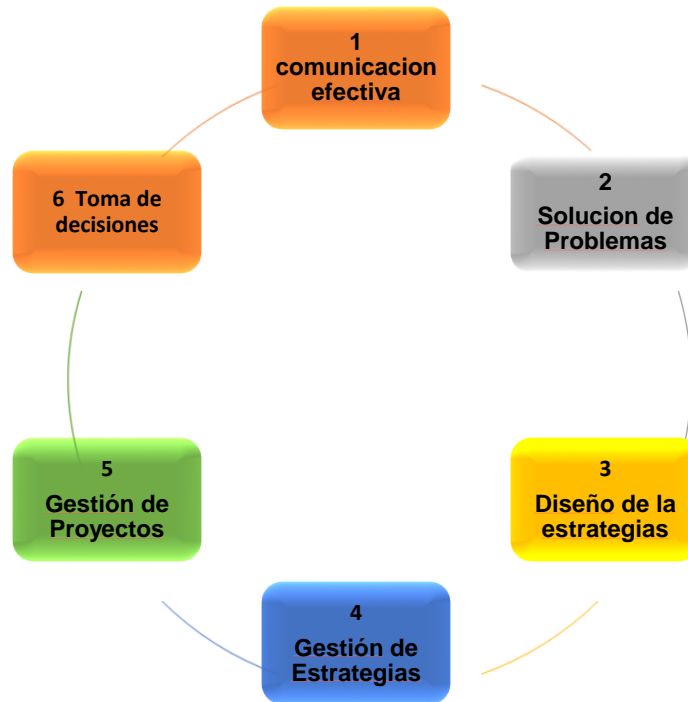 1
comunicacion
efectiva
2
Solucion de
Problemas
3
Diseño de la
estrategias
4
Gestión de
Estrategias
5
Gestión de
Proyectos
6 Toma de
decisiones